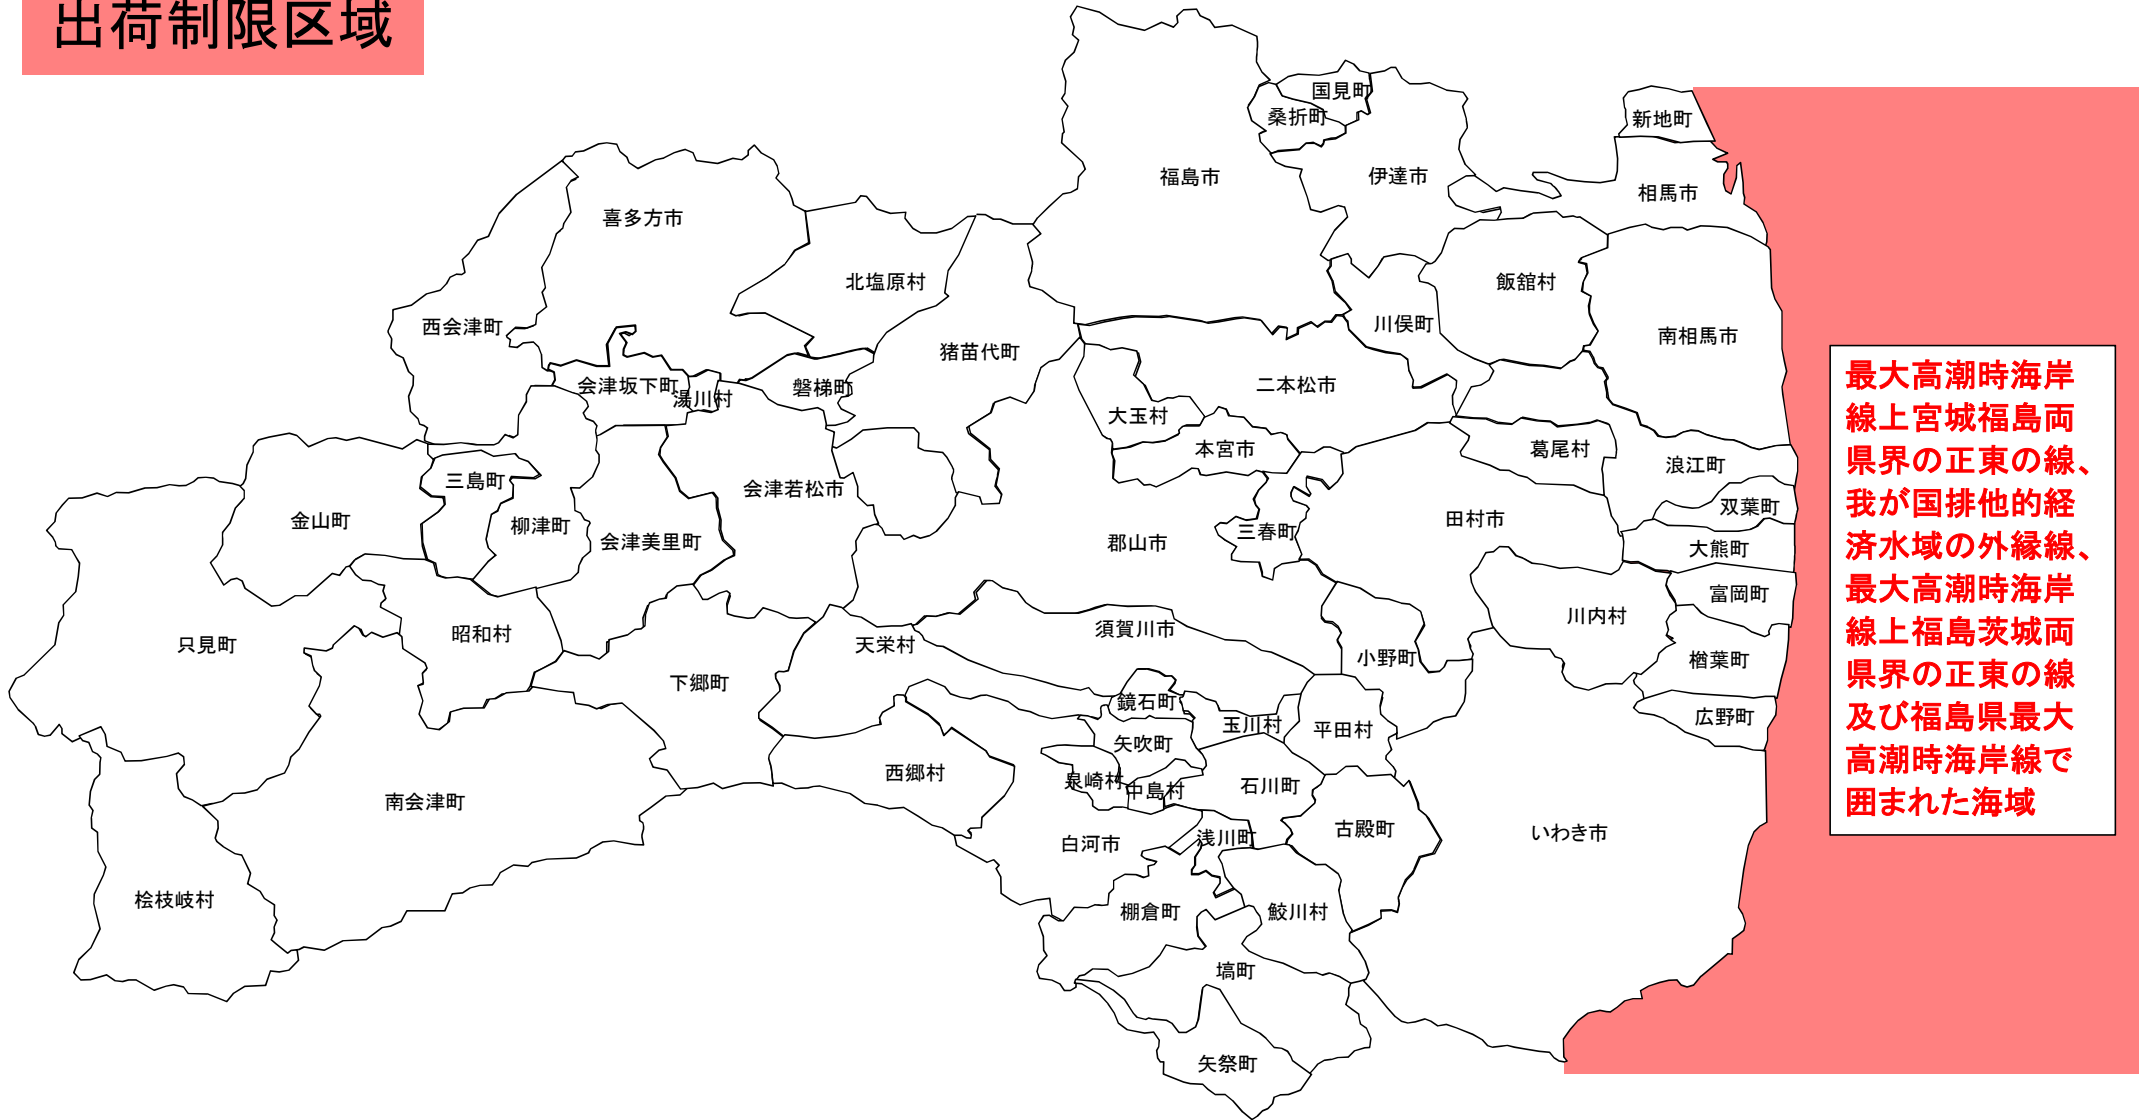 出荷制限区域
国見町
桑折町
新地町
福島市
伊達市
相馬市
喜多方市
北塩原村
飯舘村
西会津町
川俣町
南相馬市
猪苗代町
会津坂下町
湯川村
磐梯町
二本松市
大玉村
本宮市
葛尾村
浪江町
三島町
会津若松市
双葉町
金山町
柳津町
会津美里町
郡山市
三春町
田村市
大熊町
富岡町
川内村
只見町
昭和村
天栄村
須賀川市
小野町
楢葉町
下郷町
鏡石町
玉川村
平田村
広野町
矢吹町
西郷村
泉崎村
中島村
石川町
南会津町
白河市
浅川町
古殿町
いわき市
桧枝岐村
棚倉町
鮫川村
塙町
矢祭町
最大高潮時海岸
線上宮城福島両
県界の正東の線、
我が国排他的経
済水域の外縁線、
最大高潮時海岸
線上福島茨城両
県界の正東の線
及び福島県最大
高潮時海岸線で
囲まれた海域